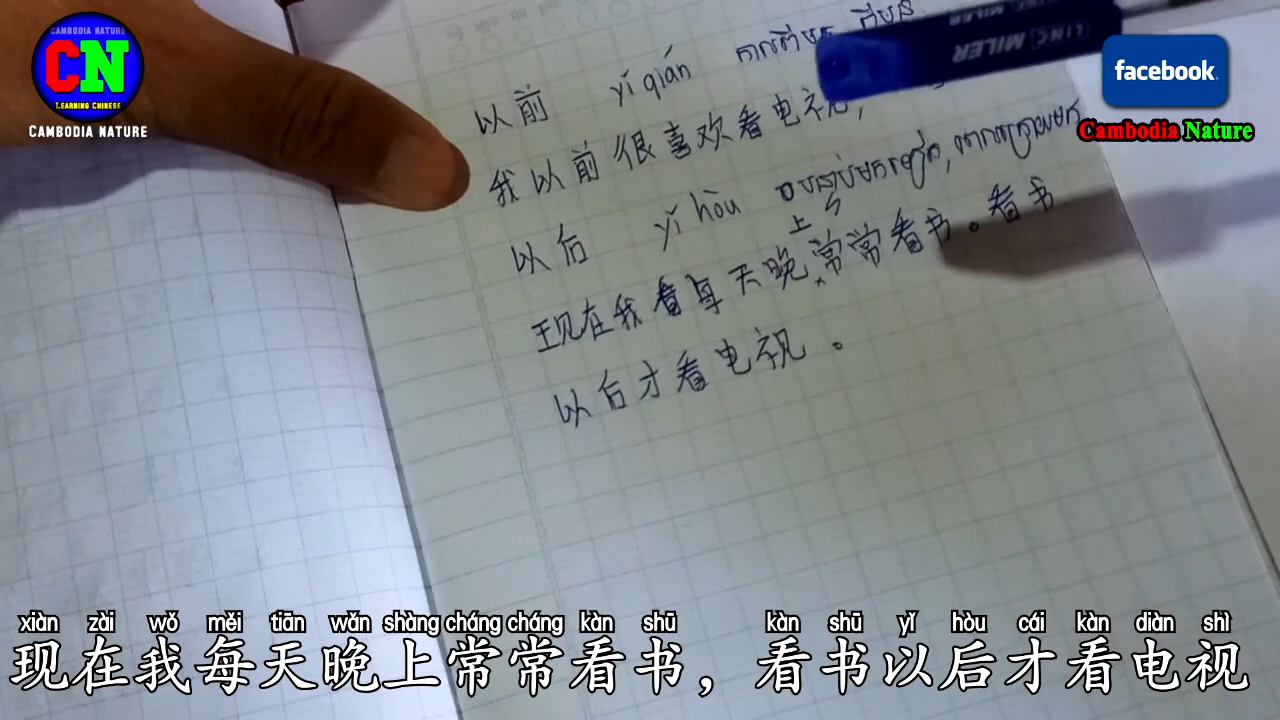 CAMBODIA NATURE
CN
Learning Chinese
CAMBODIA NATURE
facebook
Cambodia Nature
LINC MILER
以前 yǐ qián
我以前很喜欢看电视,
以后 yǐ hòu
上
现在我看每天晚常常看书。看书
以后才看电视。
xiàn zài wǒ měi tiān wǎn shàng cháng cháng kàn shū kàn shū yǐ hòu cái kàn diàn shì
现在我每天晚上常常看书，看书以后才看电视